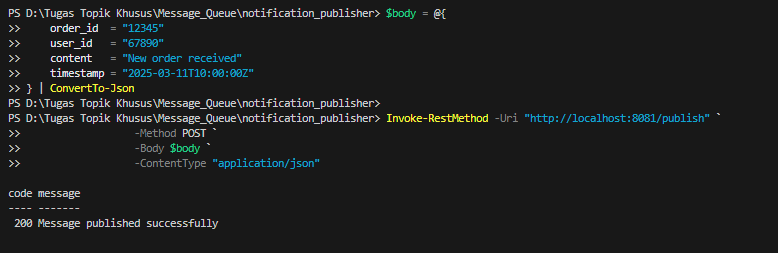 PS D:\Tugas Topik Khusus\Message_Queue\notification_publisher> $body = @{
>>     order_id  = "12345"
>>     user_id   = "67890"
>>     content   = "New order received"
>>     timestamp = "2025-03-11T10:00:00Z"
>> } | ConvertTo-Json
PS D:\Tugas Topik Khusus\Message_Queue\notification_publisher>
PS D:\Tugas Topik Khusus\Message_Queue\notification_publisher> Invoke-RestMethod -Uri "http://localhost:8081/publish" `
>>                   -Method POST `
>>                   -Body $body `
>>                   -ContentType "application/json"
code message
---- -------
 200 Message published successfully